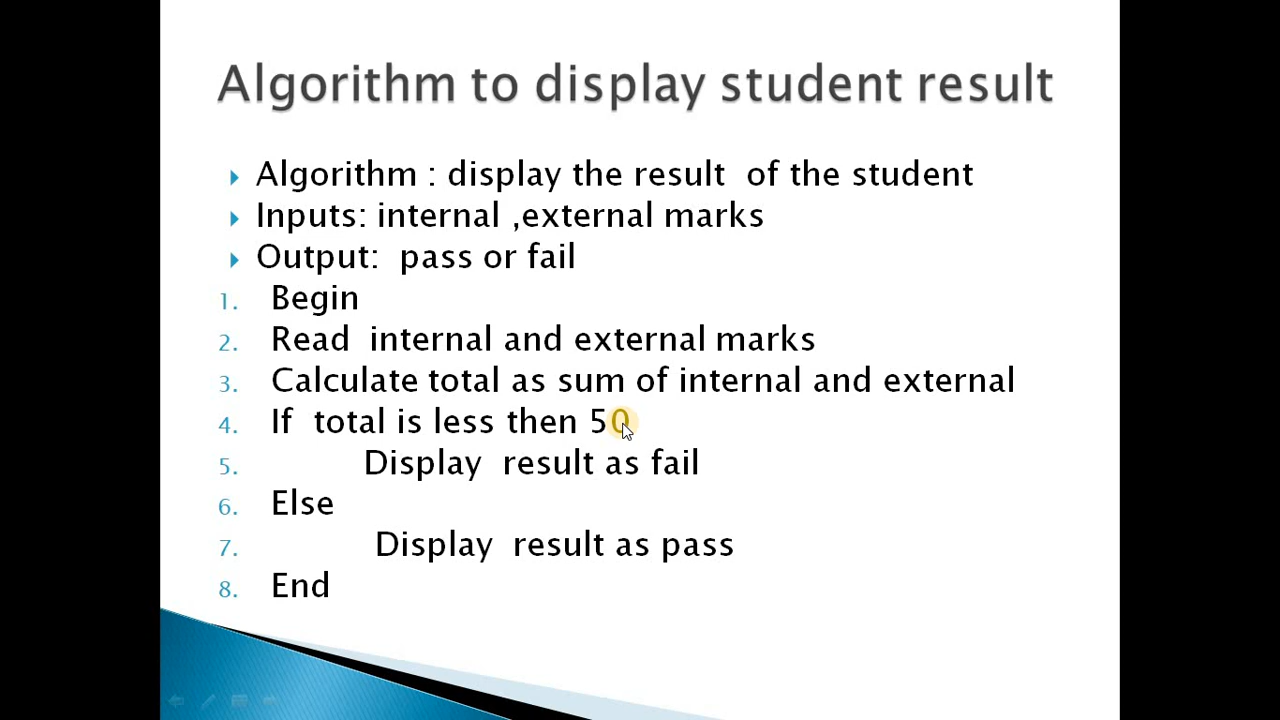 Algorithm to display student result
Algorithm : display the result of the student
Inputs: internal ,external marks
Output: pass or fail
1. Begin
2. Read internal and external marks
3. Calculate total as sum of internal and external
4. If total is less then 50
5. Display result as fail
6. Else
7. Display result as pass
8. End